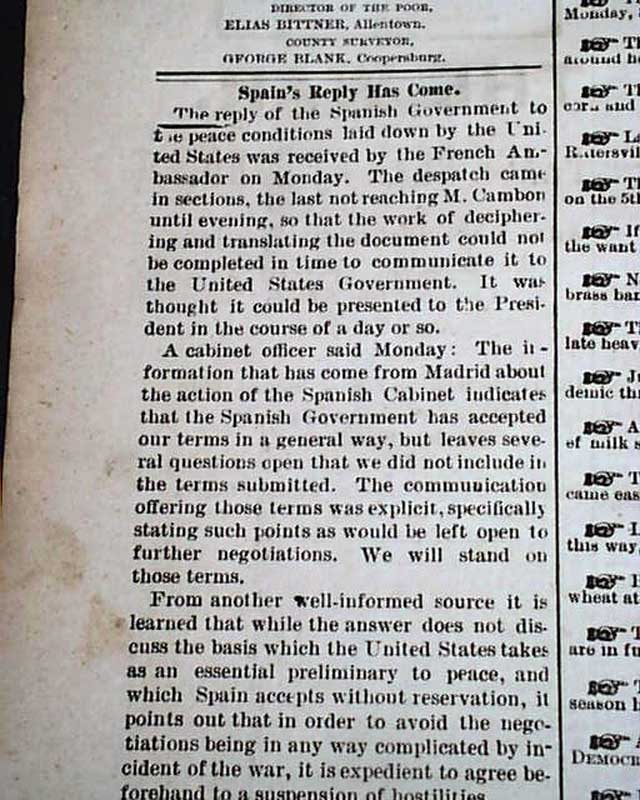 DIRECTOR OF THE POOR,
ELIAS BITTNER, Allentown.
COUNTY SURVEYOR,
GEORGE BLANK, Coopersburg.
Spain's Reply Has Come.
The reply of the Spanish Government to
the peace conditions laid down by the Uni-
ted States was received by the French Am-
bassador on Monday. The despatch came
in sections, the last not reaching M. Cambon
until evening, so that the work of decipher-
ing and translating the document could not
be completed in time to communicate it to
the United States Government. It was
thought it could be presented to the Presi-
dent in the course of a day or so.
A cabinet officer said Monday: The in-
formation that has come from Madrid about
the action of the Spanish Cabinet indicates
that the Spanish Government has accepted
our terms in a general way, but leaves seve-
ral questions open that we did not include in
the terms submitted. The communication
offering those terms was explicit, specifically
stating such points as would be left open to
further negotiations. We will stand on
those terms.
From another well-informed source it is
learned that while the answer does not dis-
cuss the basis which the United States takes
as an essential preliminary to peace, and
which Spain accepts without reservation, it
points out that in order to avoid the nego-
tiations being in any way complicated by in-
cident of the war, it is expedient to agree be-
forehand to a suspension of hostilities
Monday,
around
and
on the 5th
If
the want
brass
late
of milk
came
this way,
wheat at
are in
season